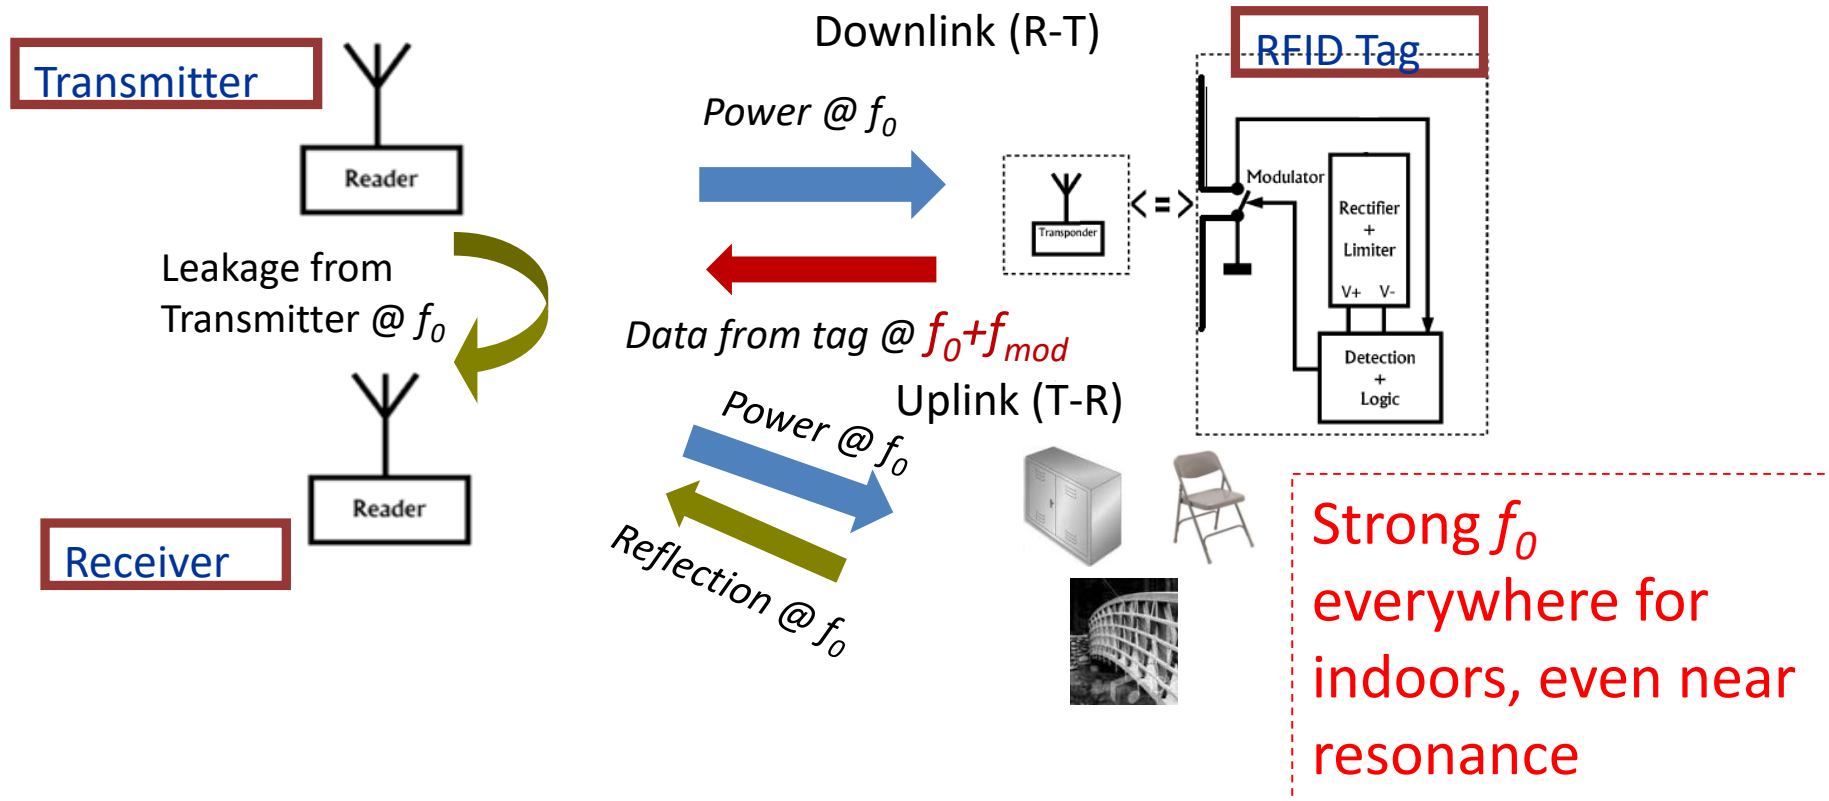 Downlink (R-T)
Transmitter
RFID Tag
Power @ f0
Reader
Modulator
Rectifier
+
Limiter
V+ V-
Transponder
< = >
Leakage from
Transmitter @ f0
Data from tag @ f0+fmod
Detection
+
Logic
Uplink (T-R)
Power @ f0
Reader
Receiver
Reflection @ f0
Strong f0
everywhere for
indoors, even near
resonance